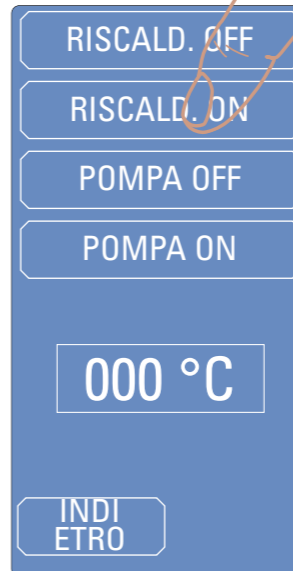 RISCALD. OFF
RISCALD. ON
POMPA OFF
POMPA ON
000 °C
INDI
ETRO